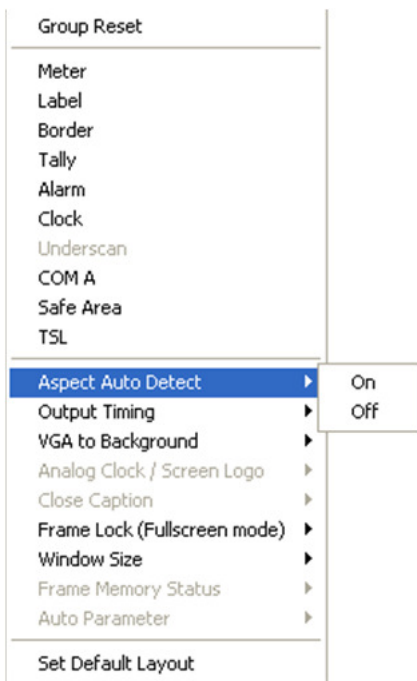 Group Reset
Meter
Label
Border
Tally
Alarm
Clock
Underscan
COM A
Safe Area
TSL
Aspect Auto Detect
On
Output Timing
Off
VGA to Background
Analog Clock / Screen Logo
Close Caption
Frame Lock (Fullscreen mode)
Window Size
Frame Memory Status
Auto Parameter
Set Default Layout